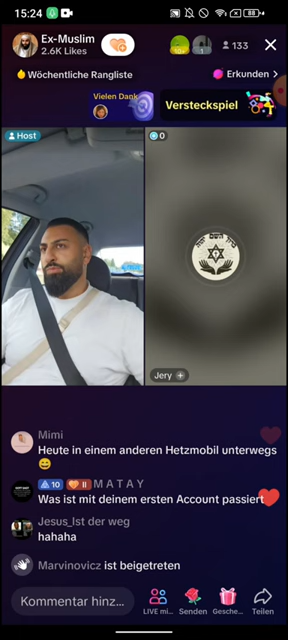 15:24
88
Ex-Muslim
2.6K Likes
133
Wöchentliche Rangliste
Erkunden
Vielen Dank
Versteckspiel
Host
0
Jery
Mimi
Heute in einem anderen Hetzmobil unterwegs
10 II M A T A Y
Was ist mit deinem ersten Account passiert
Jesus_Ist der weg
hahaha
Marvinovicz ist beigetreten
Kommentar hinz...
LIVE mi... Senden Gesche... Teilen